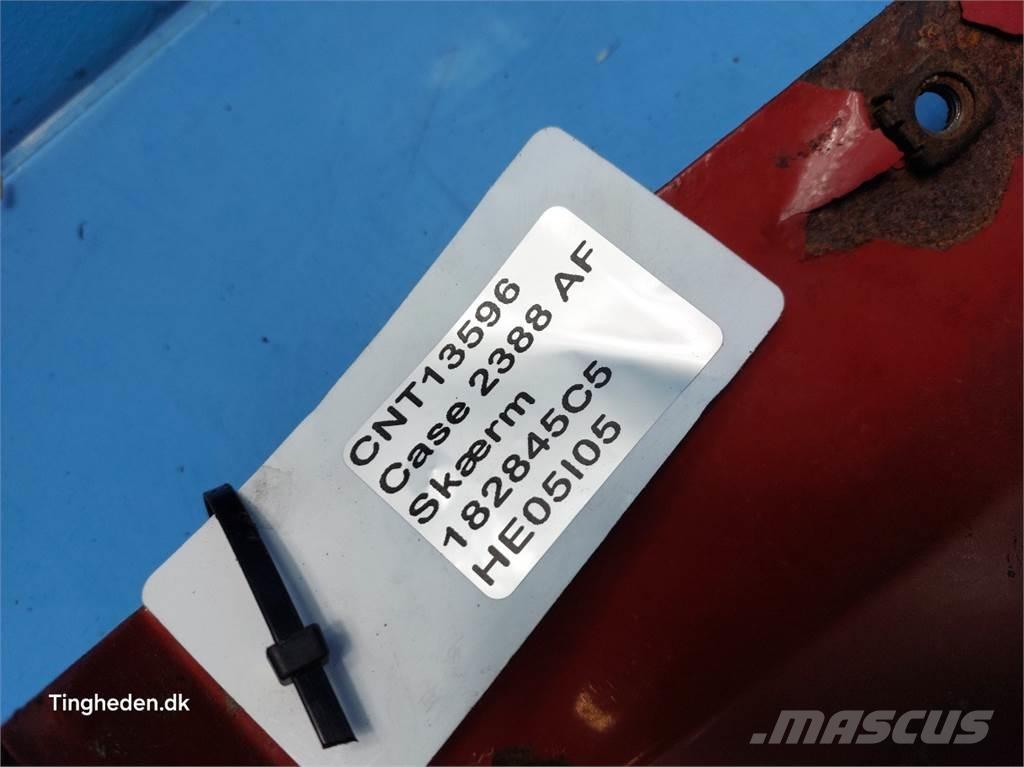 CNT13596
Case 2388 AF
Skærm
182845C5
HE05I05
Tingheden.dk
MASCUS